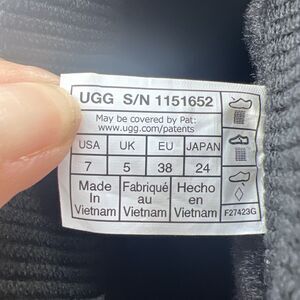 UGG S/N 1151652
May be covered by Pat:
www.ugg.com/patents
USA UK EU JAPAN
7 5 38 24
Made Fabriqué Hecho
In au en
Vietnam Vietnam Vietnam
F27423G